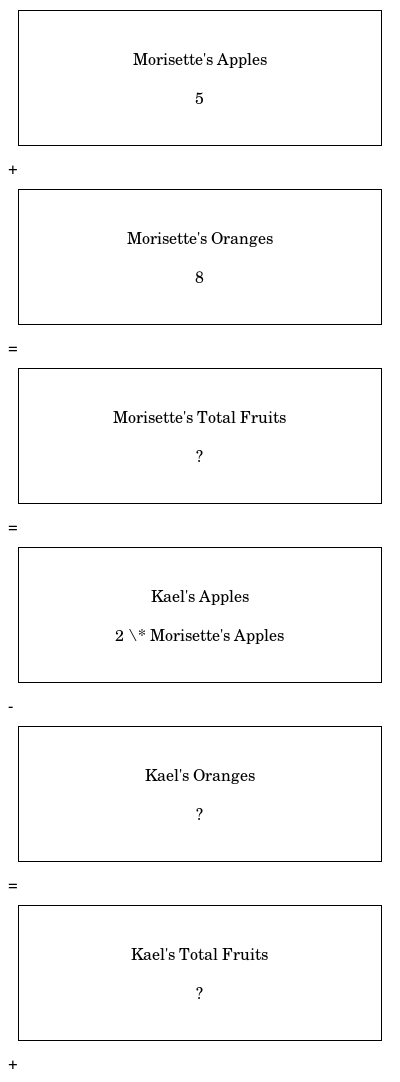 Morisette's Apples
5
+
Morisette's Oranges
8
=
Morisette's Total Fruits
?
=
Kael's Apples
2 \* Morisette's Apples
-
Kael's Oranges
?
=
Kael's Total Fruits
?
+